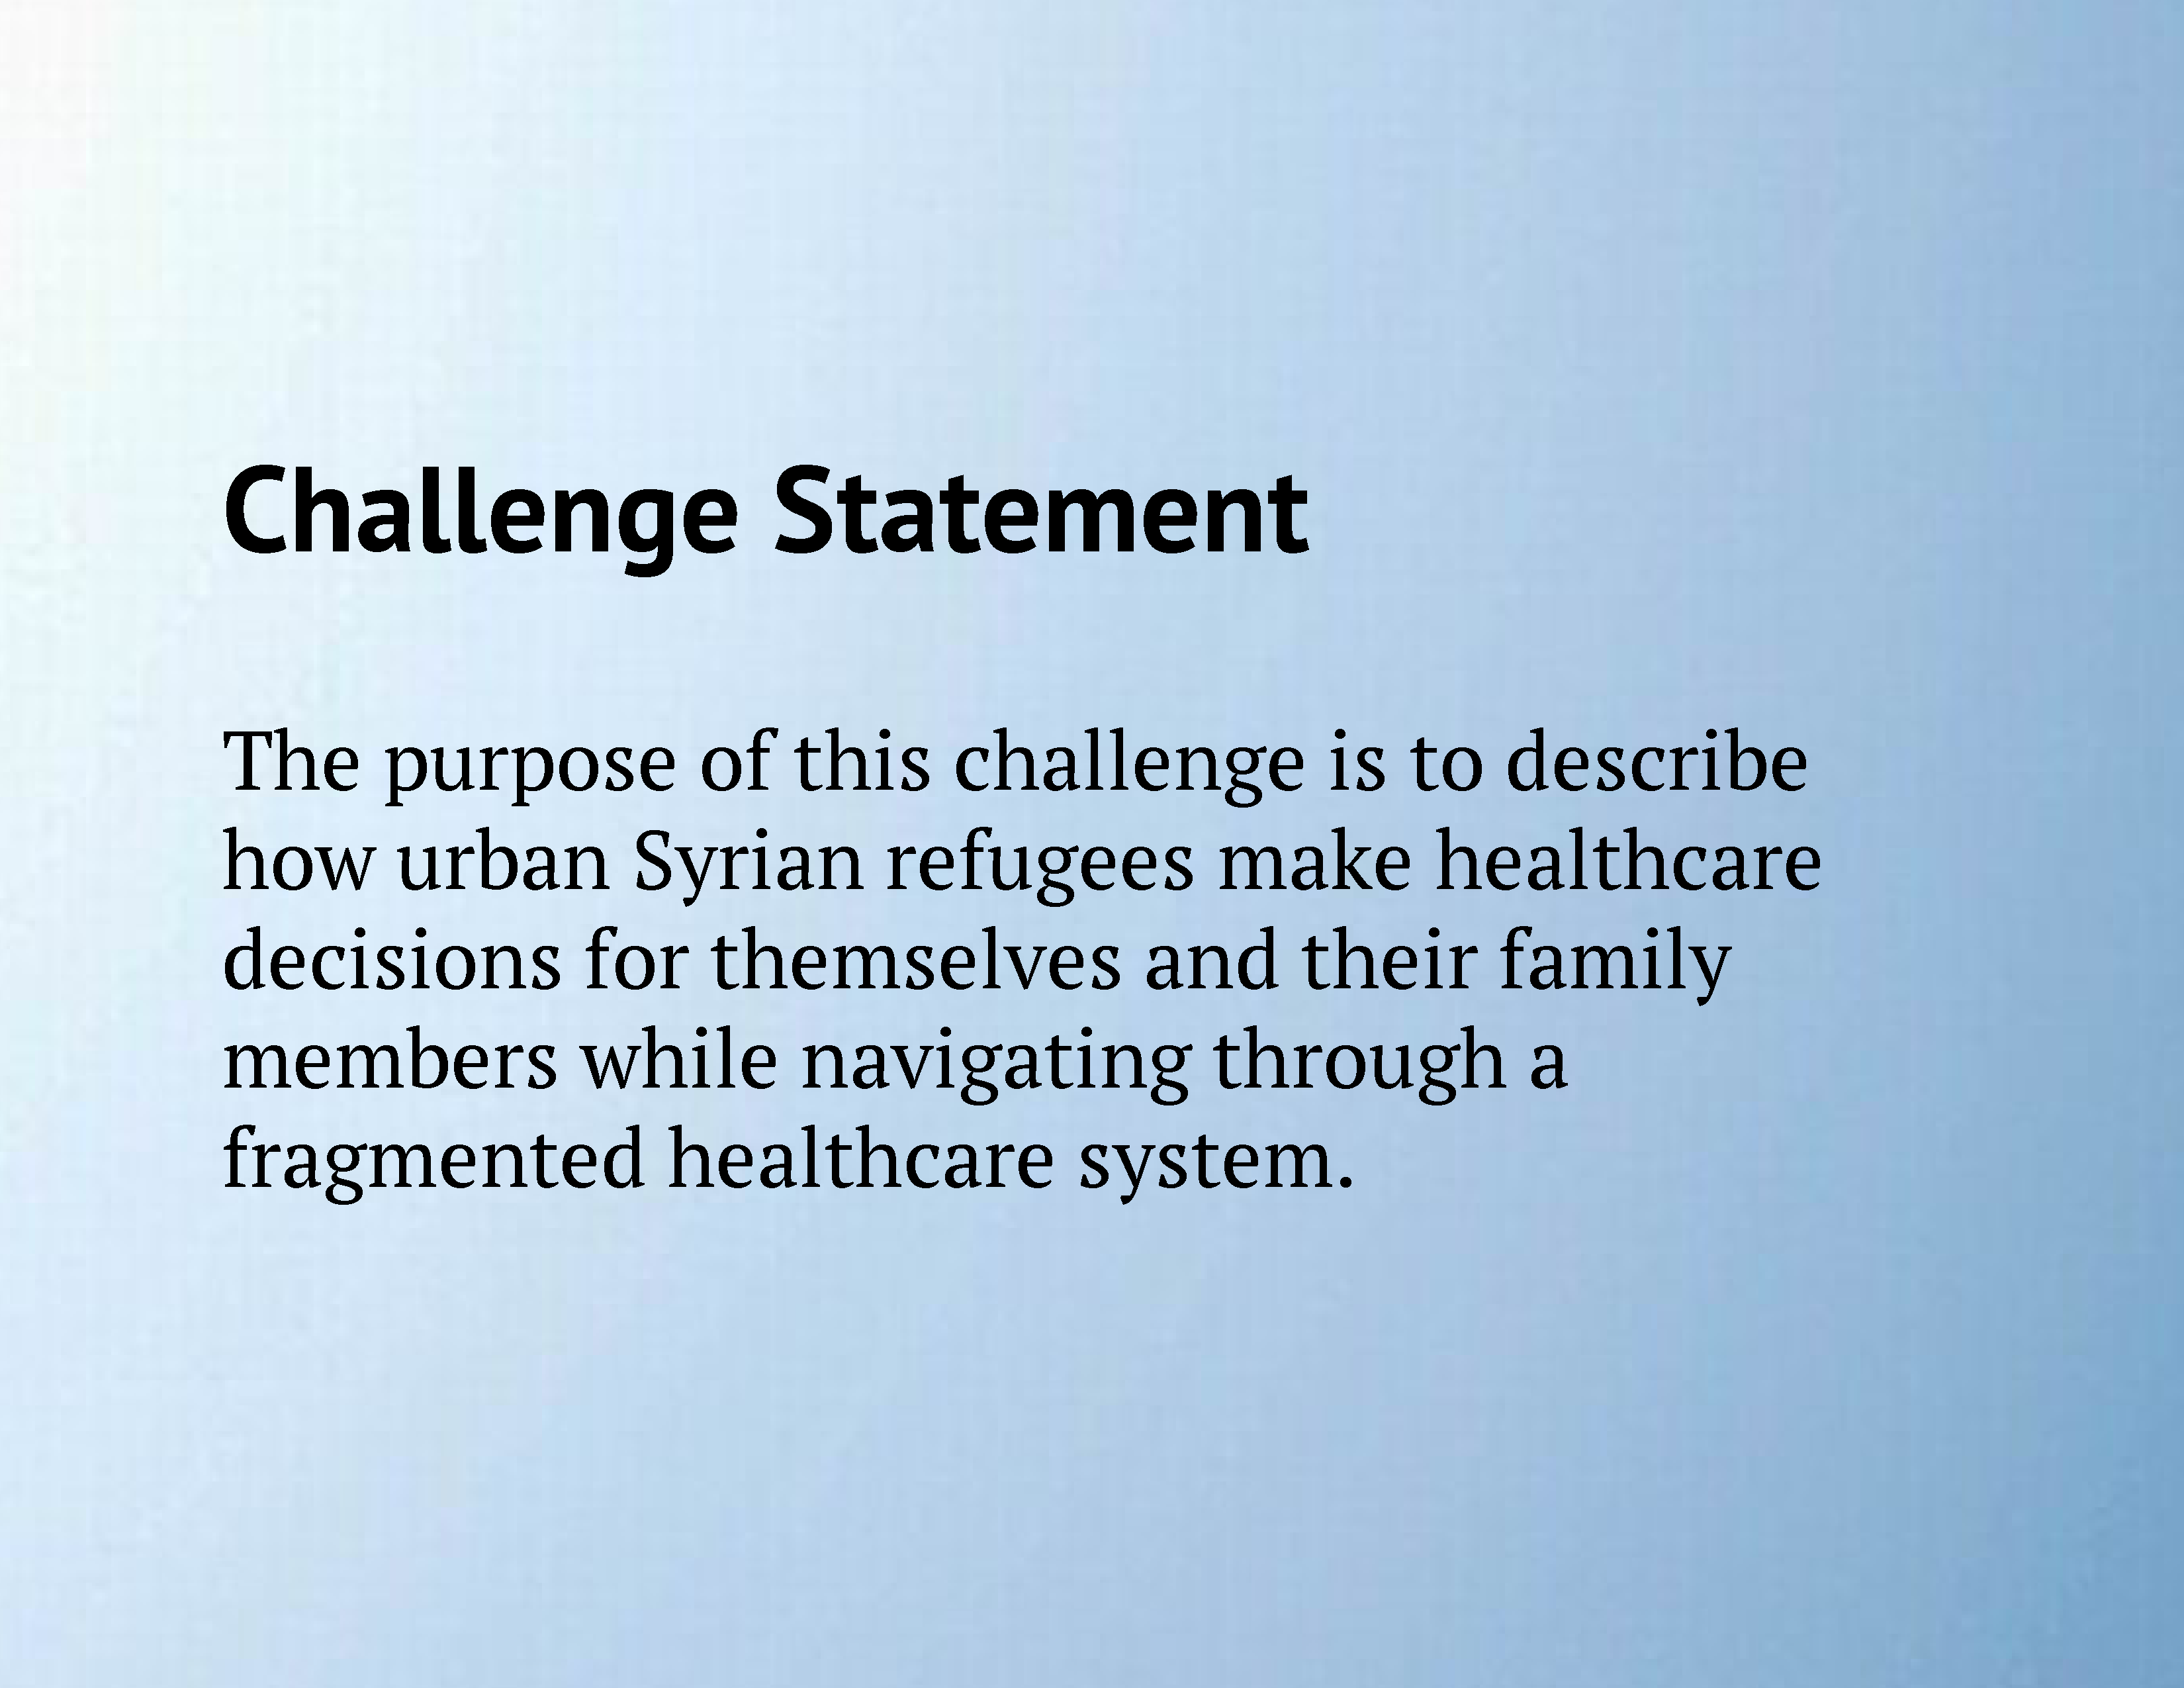 Challenge Statement
The purpose of this challenge is to describe
how urban Syrian refugees make healthcare
decisions for themselves and their family
members while navigating through a
fragmented healthcare system.